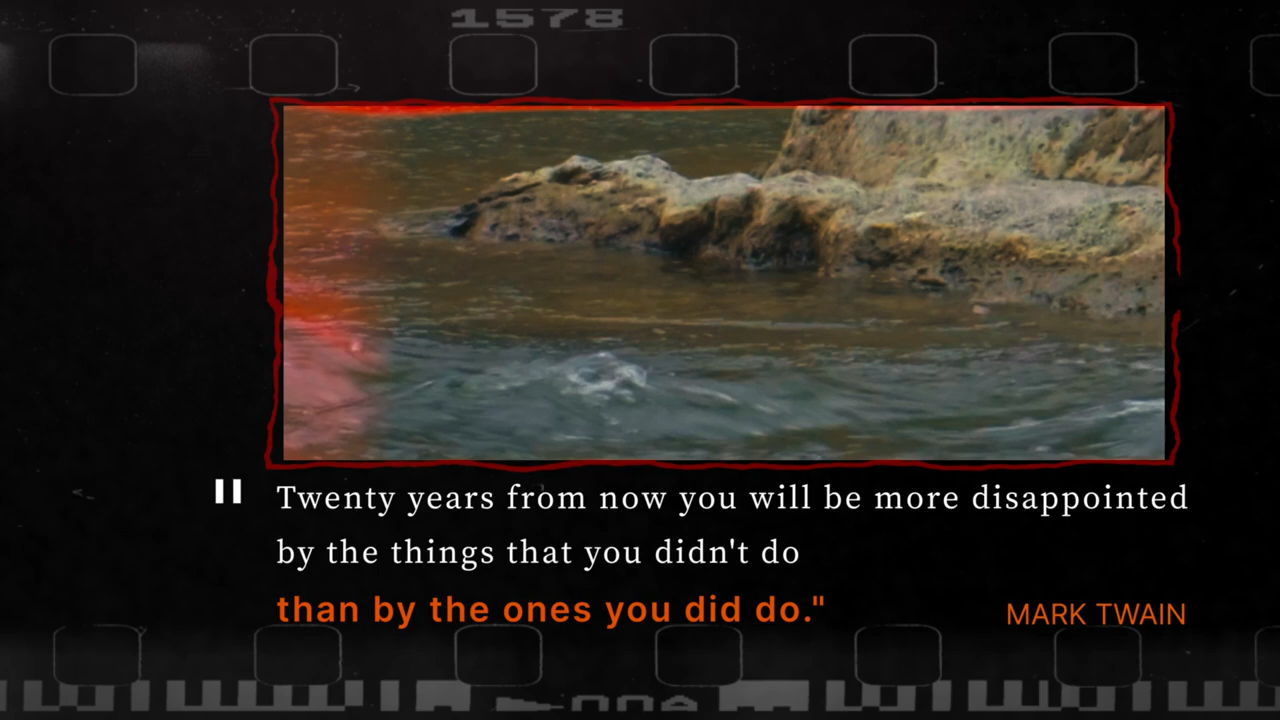 1578
" Twenty years from now you will be more disappointed
by the things that you didn't do
than by the ones you did do."
MARK TWAIN